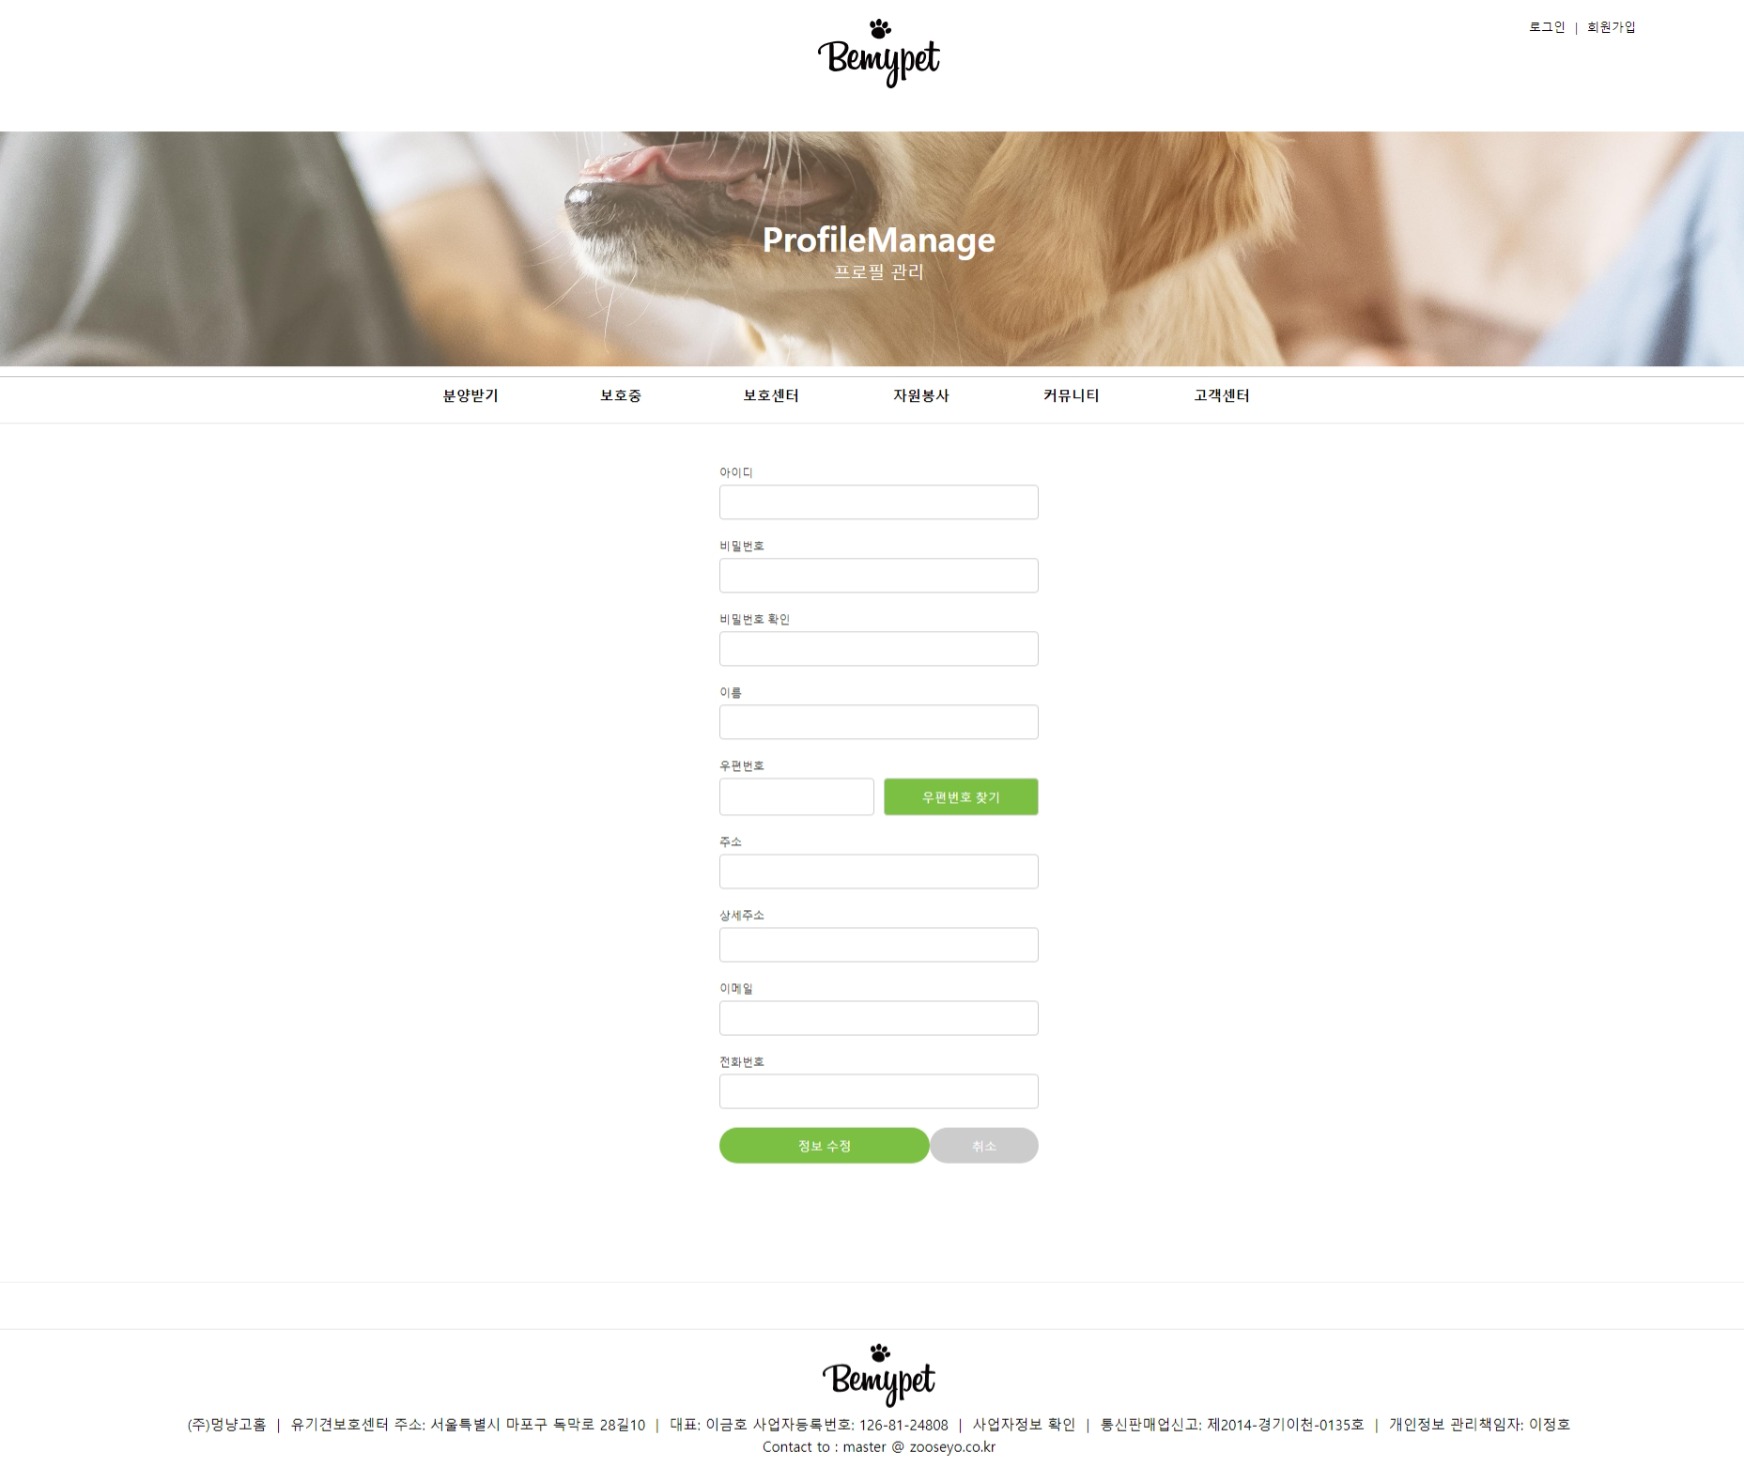 Bemypet
로그인 | 회원가입
ProfileManage
프로필 관리
분양받기 보호중 보호센터 자원봉사 커뮤니티 고객센터
아이디
비밀번호
비밀번호 확인
이름
우편번호
우편번호 찾기
주소
상세주소
이메일
전화번호
정보 수정 취소
Bemypet
(주)멍냥고홈 | 유기견보호센터 주소: 서울특별시 마포구 독막로 28길10 | 대표: 이금호 사업자등록번호: 126-81-24808 | 사업자정보 확인 | 통신판매업신고: 제2014-경기이천-0135호 | 개인정보 관리책임자: 이정호
Contact to : master @ zooseyo.co.kr